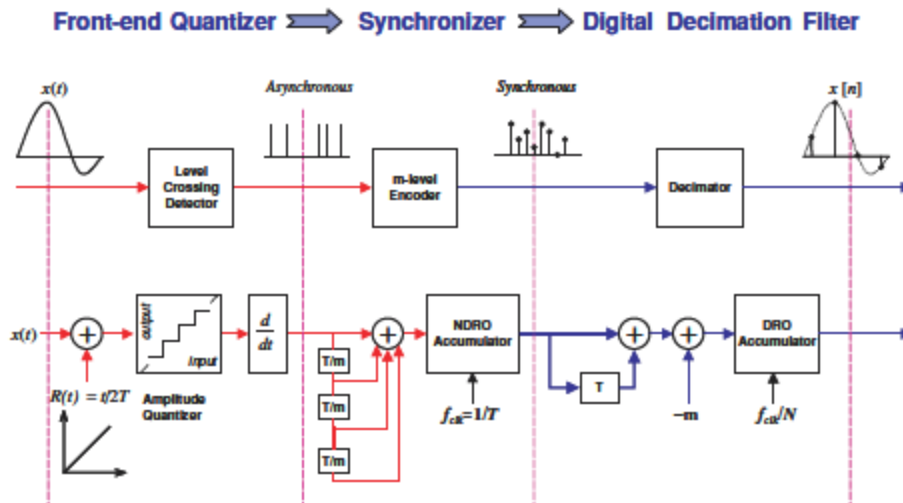 Front-end Quantizer Synchronizer Digital Decimation Filter
x(t) Asynchronous Synchronous x [n]
Level
Crossing
Detector
m-level
Encoder
Decimator
x(t)
+
output
input
d
dt
+
NDRO
Accumulator
+
+
DRO
Accumulator
T/m
T
R(t) = t/2T
Amplitude
Quantizer
T/m
f_clk=1/T
–m
f_clk/N
T/m